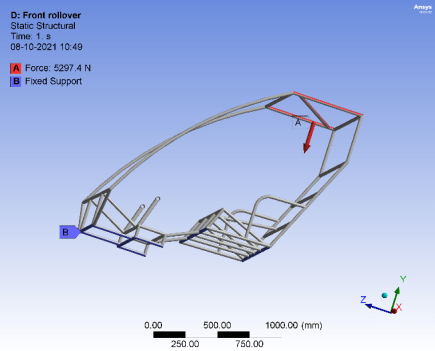 Ansys
D: Front rollover
Static Structural
Time: 1. s
08-10-2021 10:49
A Force: 5297.4 N
B Fixed Support
A
B
Y
Z
X
0.00 500.00 1000.00 (mm)
250.00 750.00